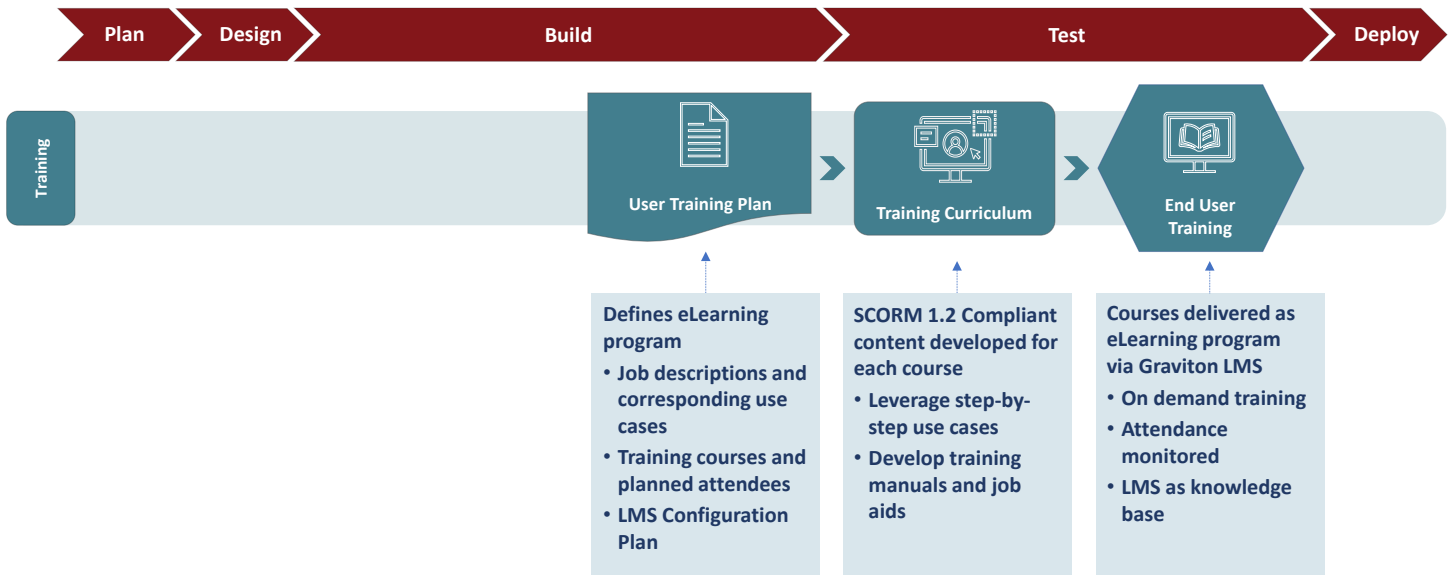 Plan
Design
Build
Test
Deploy
Training
User Training Plan
Training Curriculum
End User
Training
Defines eLearning
program
• Job descriptions and
corresponding use
cases
• Training courses and
planned attendees
• LMS Configuration
Plan
SCORM 1.2 Compliant
content developed for
each course
• Leverage step-by-
step use cases
• Develop training
manuals and job
aids
Courses delivered as
eLearning program
via Graviton LMS
• On demand training
• Attendance
monitored
• LMS as knowledge
base